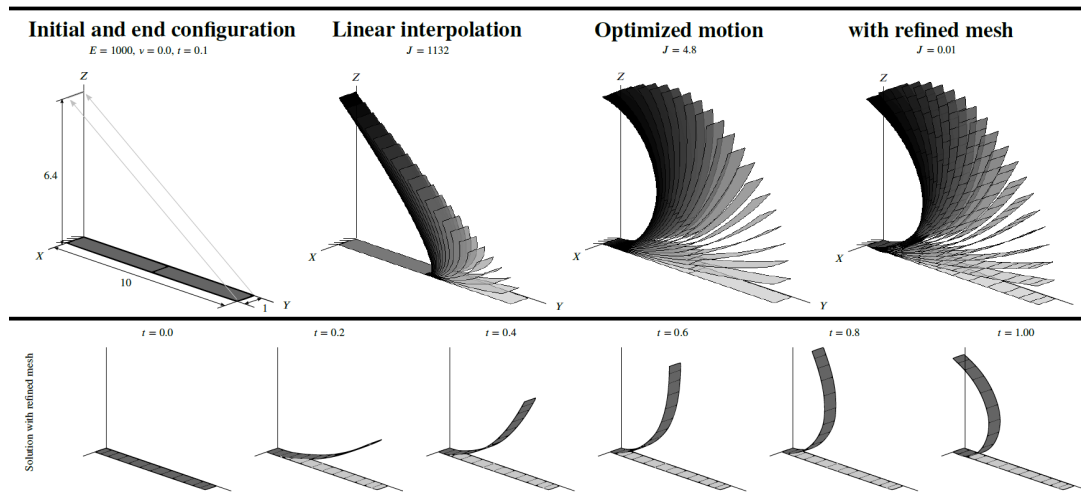 Initial and end configuration
E = 1000, ν = 0.0, t = 0.1
Linear interpolation
J = 1132
Optimized motion
J = 4.8
with refined mesh
J = 0.01
Z
6.4
X
10
1
Y
Z
X
Y
Z
X
Y
Z
X
Y
Solution with refined mesh
t = 0.0
t = 0.2
t = 0.4
t = 0.6
t = 0.8
t = 1.00